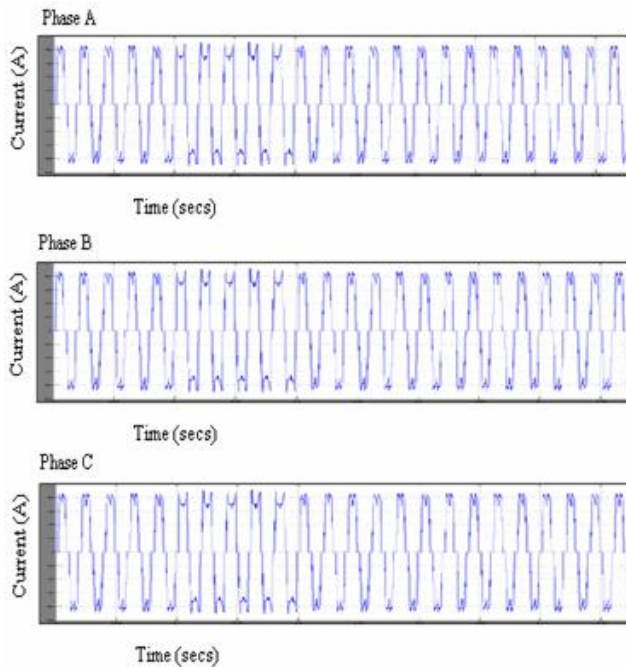 Phase A
Current (A)
Time (secs)
Phase B
Current (A)
Time (secs)
Phase C
Current (A)
Time (secs)